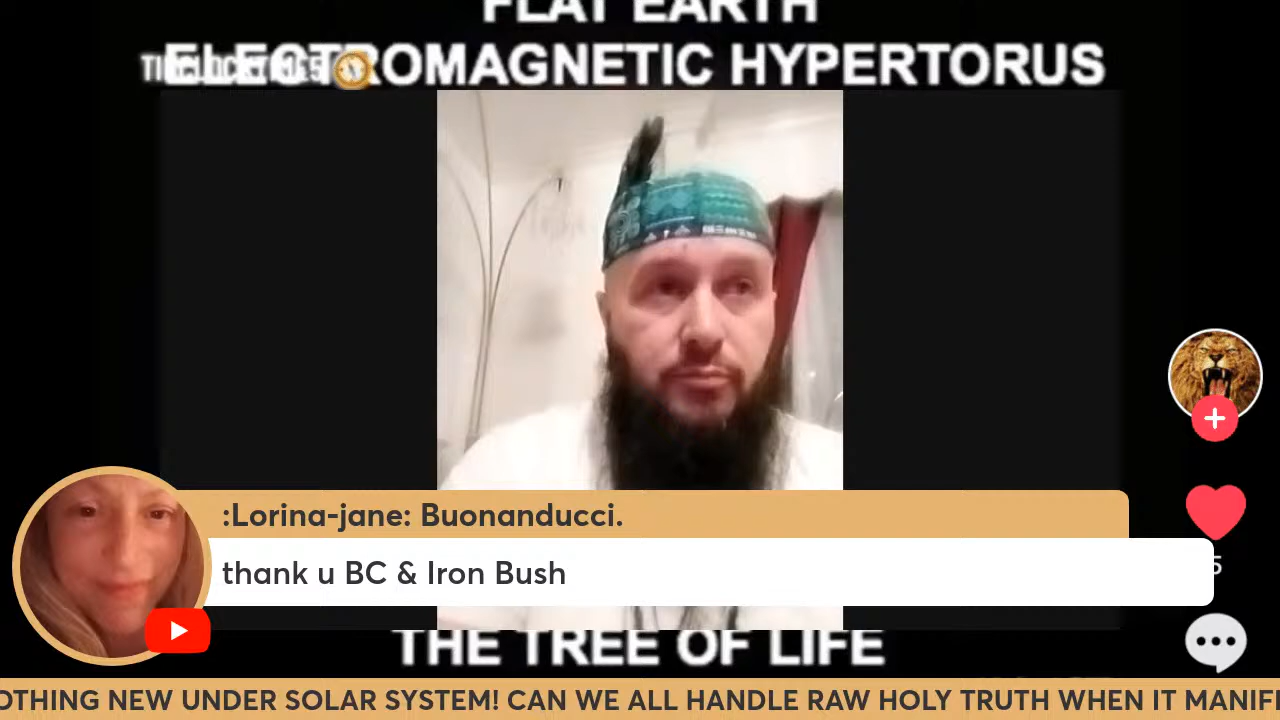 FLAT EARTH
ELECTROMAGNETIC HYPERTORUS
:Lorina-jane: Buonanducci.
thank u BC & Iron Bush
5
THE TREE OF LIFE
OTHING NEW UNDER SOLAR SYSTEM! CAN WE ALL HANDLE RAW HOLY TRUTH WHEN IT MANIF